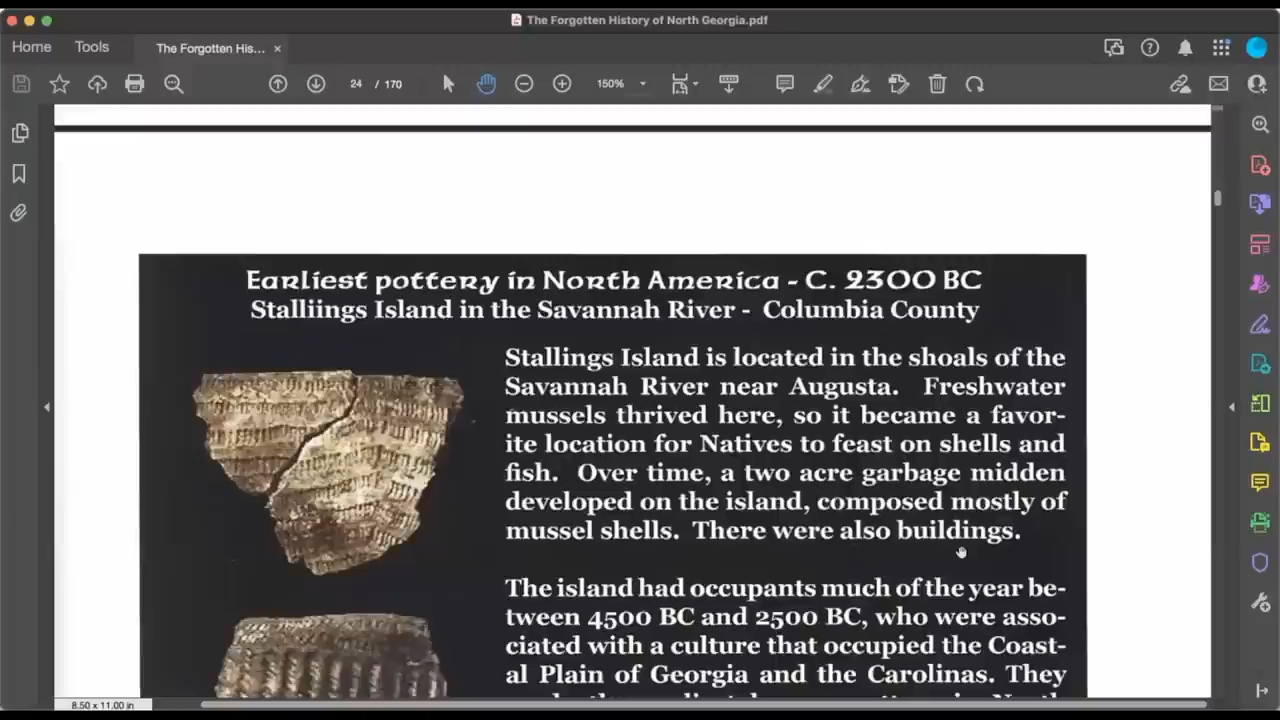 The Forgotten History of North Georgia.pdf
Home Tools The Forgotten His... ×
24 / 170 150%
Earliest pottery in North America - C. 2300 BC
Stalliings Island in the Savannah River - Columbia County
Stallings Island is located in the shoals of the
Savannah River near Augusta. Freshwater
mussels thrived here, so it became a favor-
ite location for Natives to feast on shells and
fish. Over time, a two acre garbage midden
developed on the island, composed mostly of
mussel shells. There were also buildings.
The island had occupants much of the year be-
tween 4500 BC and 2500 BC, who were asso-
ciated with a culture that occupied the Coast-
al Plain of Georgia and the Carolinas. They
8.50 x 11.00 in